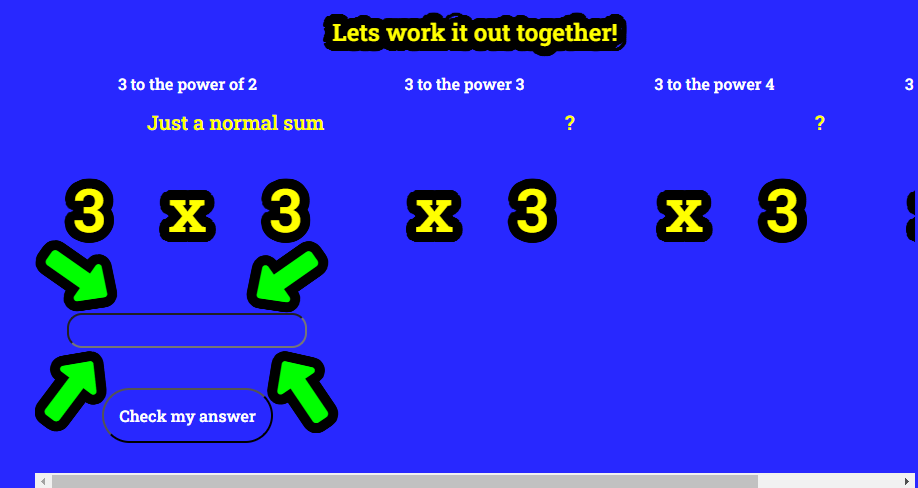 Lets work it out together!
3 to the power of 2 3 to the power 3 3 to the power 4 3
Just a normal sum ? ?
3 x 3 x 3 x 3
Check my answer